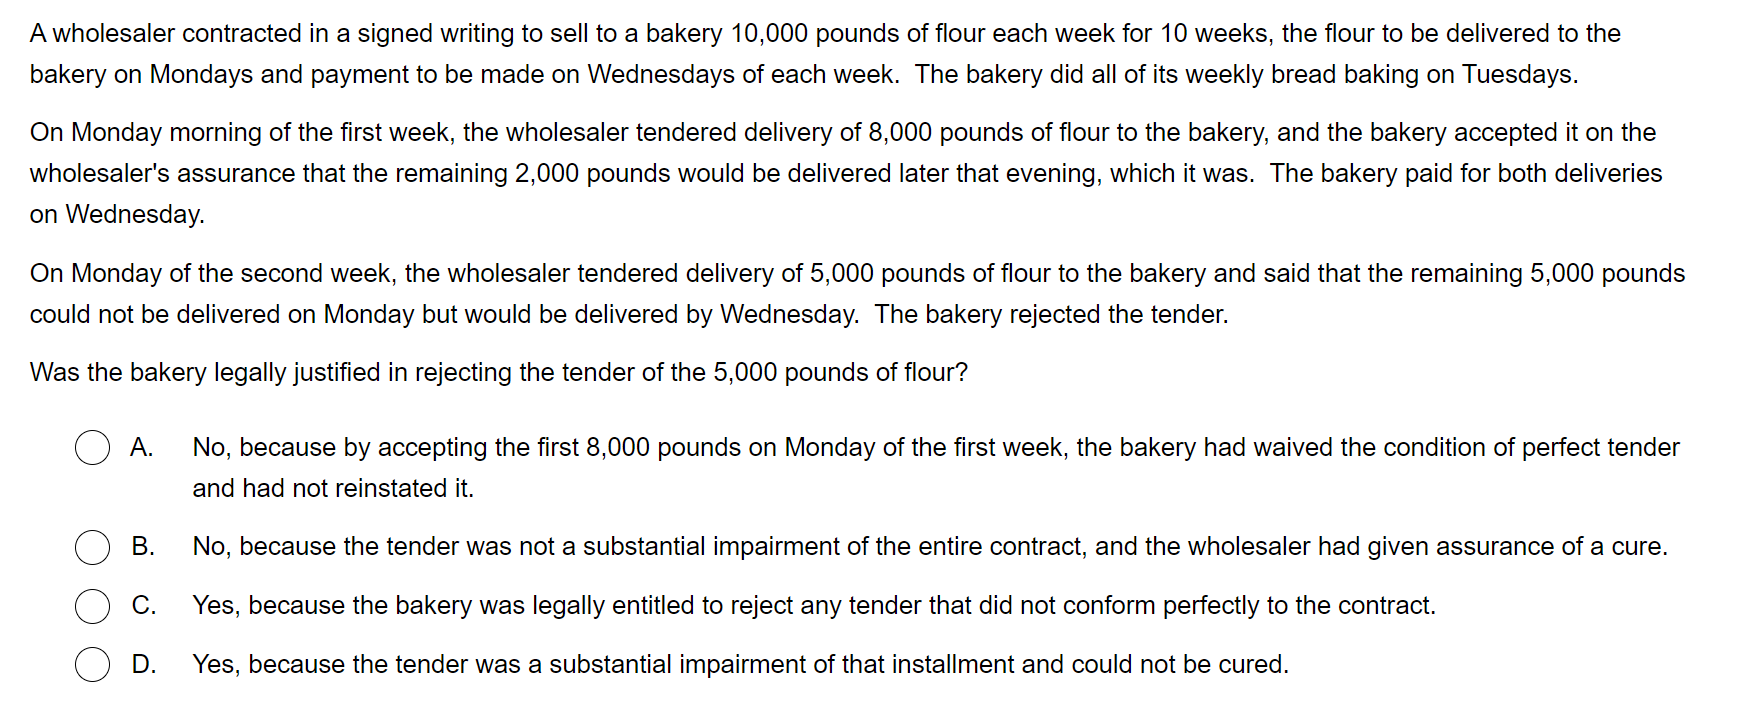 A wholesaler contracted in a signed writing to sell to a bakery 10,000 pounds of flour each week for 10 weeks, the flour to be delivered to the
bakery on Mondays and payment to be made on Wednesdays of each week.  The bakery did all of its weekly bread baking on Tuesdays.
On Monday morning of the first week, the wholesaler tendered delivery of 8,000 pounds of flour to the bakery, and the bakery accepted it on the
wholesaler's assurance that the remaining 2,000 pounds would be delivered later that evening, which it was.  The bakery paid for both deliveries
on Wednesday.
On Monday of the second week, the wholesaler tendered delivery of 5,000 pounds of flour to the bakery and said that the remaining 5,000 pounds
could not be delivered on Monday but would be delivered by Wednesday.  The bakery rejected the tender.
Was the bakery legally justified in rejecting the tender of the 5,000 pounds of flour?
A. No, because by accepting the first 8,000 pounds on Monday of the first week, the bakery had waived the condition of perfect tender
and had not reinstated it.
B. No, because the tender was not a substantial impairment of the entire contract, and the wholesaler had given assurance of a cure.
C. Yes, because the bakery was legally entitled to reject any tender that did not conform perfectly to the contract.
D. Yes, because the tender was a substantial impairment of that installment and could not be cured.